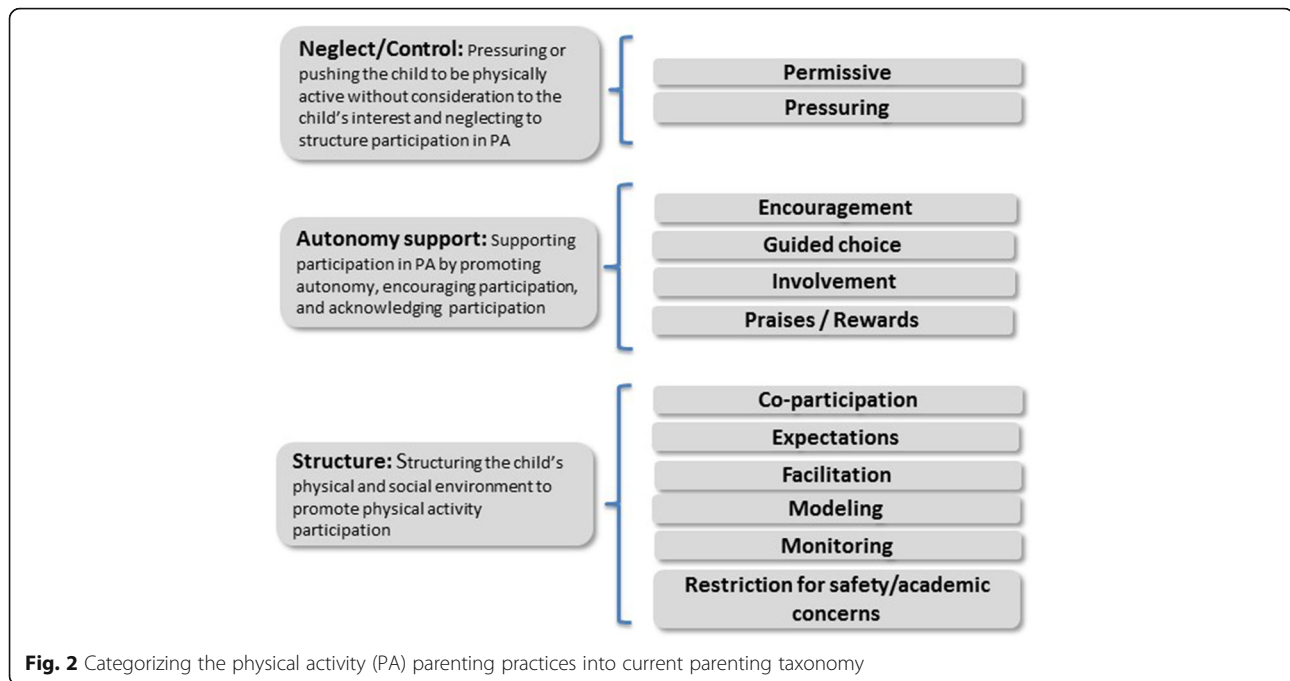 Neglect/Control: Pressuring or
pushing the child to be physically
active without consideration to the
child's interest and neglecting to
structure participation in PA
Permissive
Pressuring
Autonomy support: Supporting
participation in PA by promoting
autonomy, encouraging participation,
and acknowledging participation
Encouragement
Guided choice
Involvement
Praises / Rewards
Structure: Structuring the child's
physical and social environment to
promote physical activity
participation
Co-participation
Expectations
Facilitation
Modeling
Monitoring
Restriction for safety/academic
concerns
Fig. 2 Categorizing the physical activity (PA) parenting practices into current parenting taxonomy